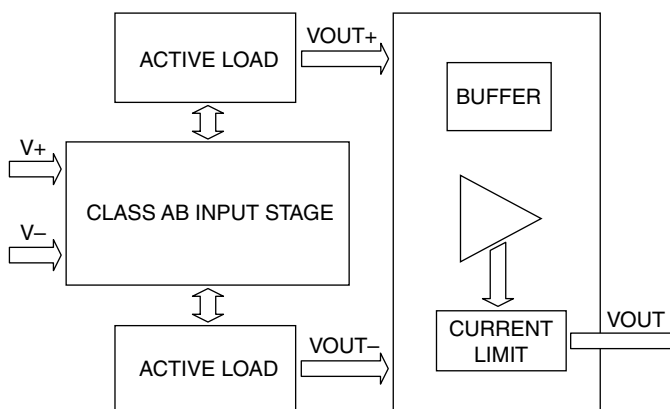 VOUT+
ACTIVE LOAD
BUFFER
V+
CLASS AB INPUT STAGE
V–
VOUT
CURRENT
LIMIT
VOUT–
ACTIVE LOAD